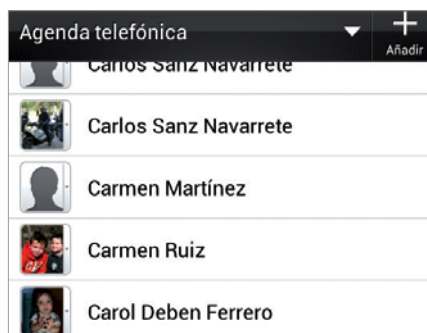 Agenda telefónica
Añadir
Carlos Sanz Navarrete
Carlos Sanz Navarrete
Carmen Martínez
Carmen Ruiz
Carol Deben Ferrero